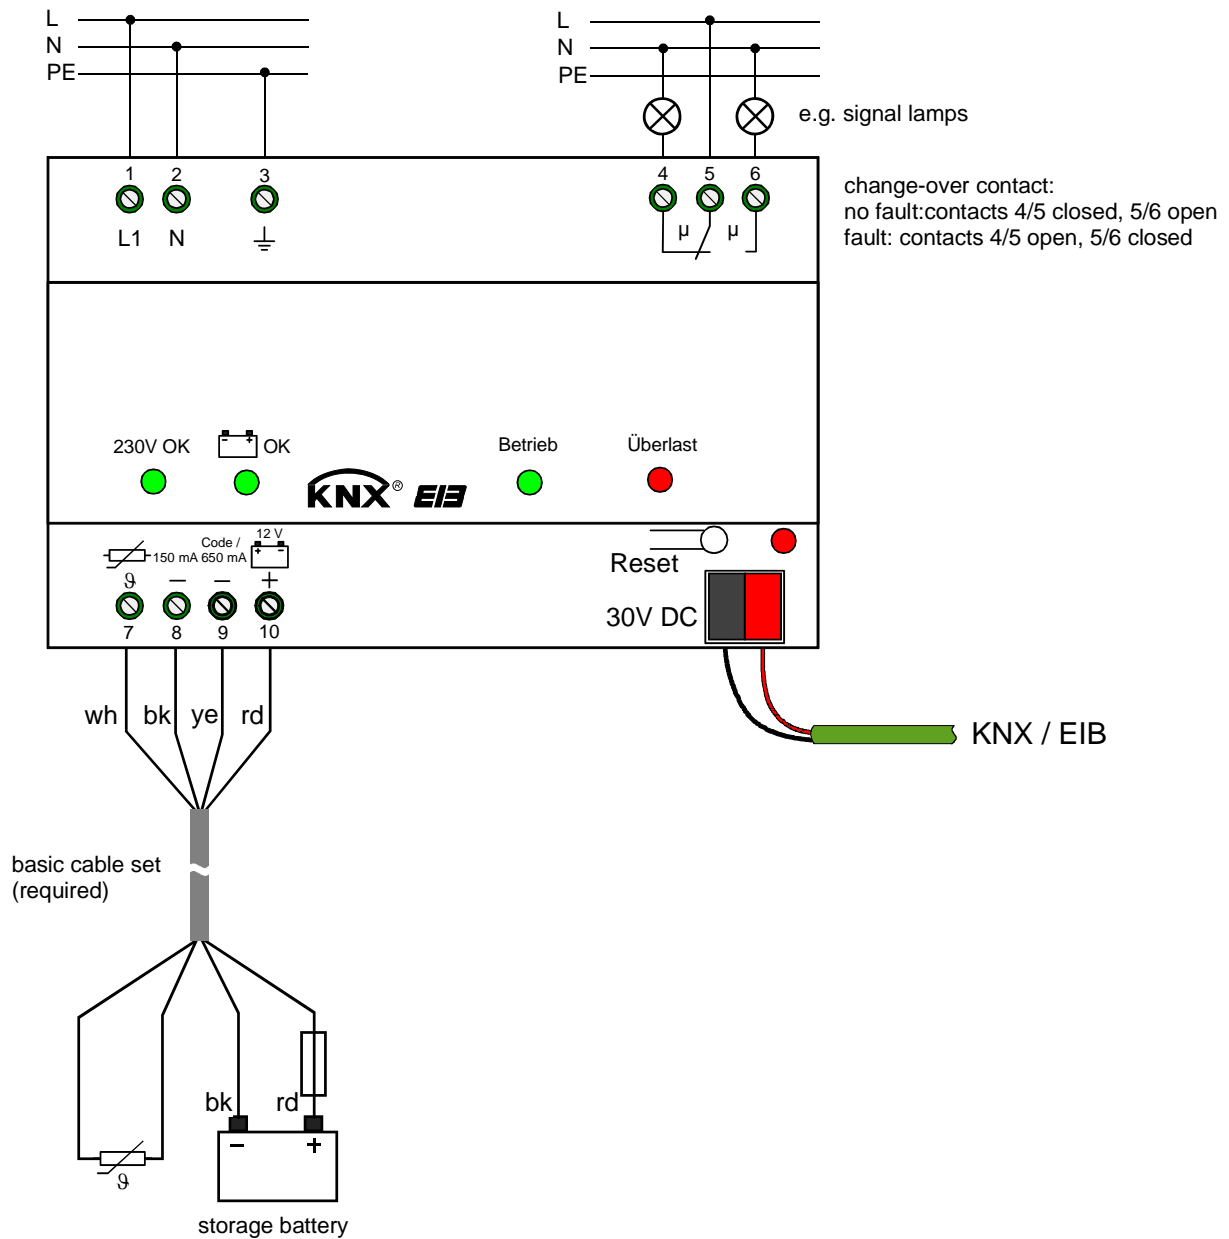 L
N
PE
L
N
PE
e.g. signal lamps
1 2 3
4 5 6
L1 N
µ µ
change-over contact:
no fault:contacts 4/5 closed, 5/6 open
fault: contacts 4/5 open, 5/6 closed
230V OK
- + OK
Betrieb
Überlast
KNX® EIB
12 V
Code /
150 mA 650 mA
+ -
ϑ – – +
7 8 9 10
Reset
30V DC
wh bk ye rd
KNX / EIB
basic cable set
(required)
bk rd
– +
ϑ
storage battery